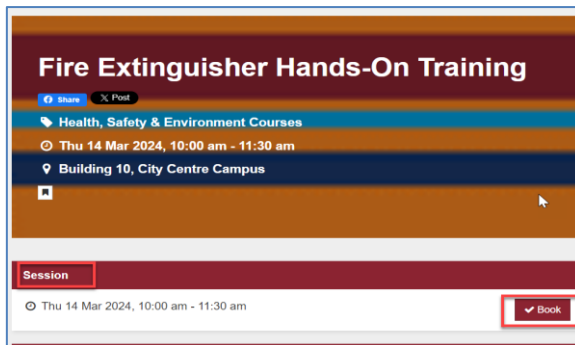 Fire Extinguisher Hands-On Training
Share X Post
Health, Safety & Environment Courses
Thu 14 Mar 2024, 10:00 am - 11:30 am
Building 10, City Centre Campus
Session
Thu 14 Mar 2024, 10:00 am - 11:30 am
Book